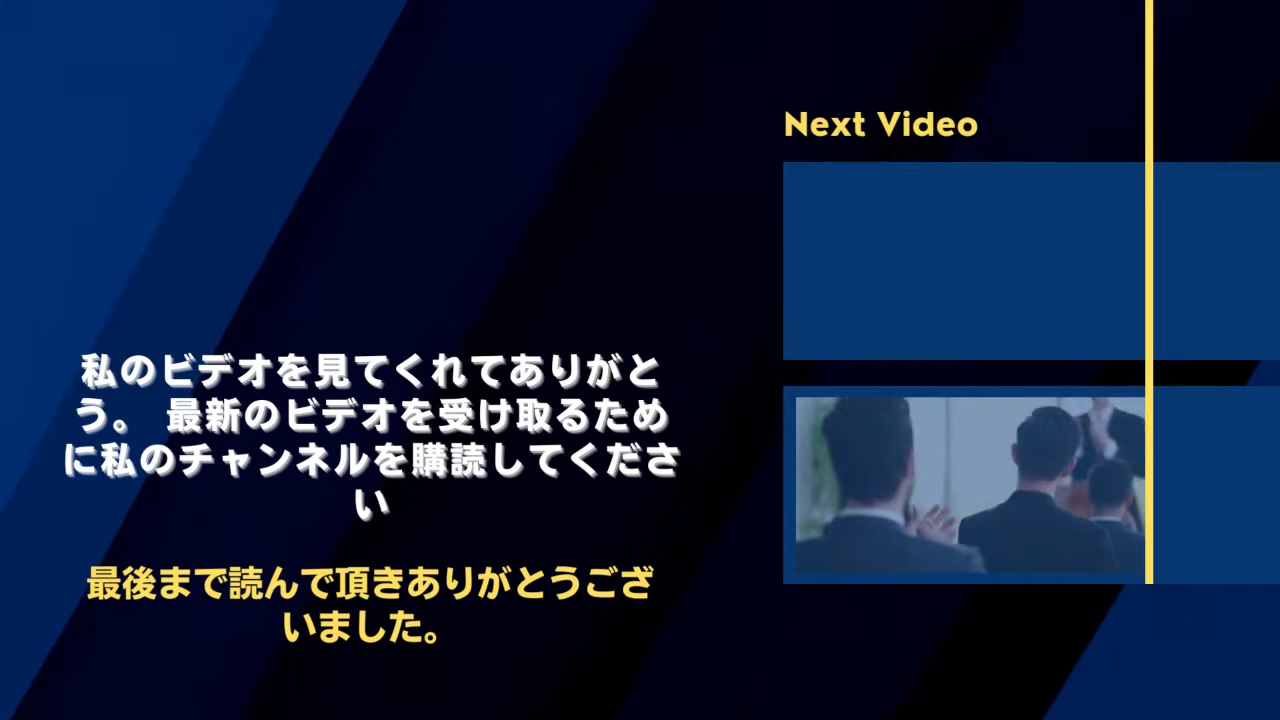 Next Video
私のビデオを見てくれてありがと
う。 最新のビデオを受け取るため
に私のチャンネルを購読してくださ
い
最後まで読んで頂きありがとうござ
いました。